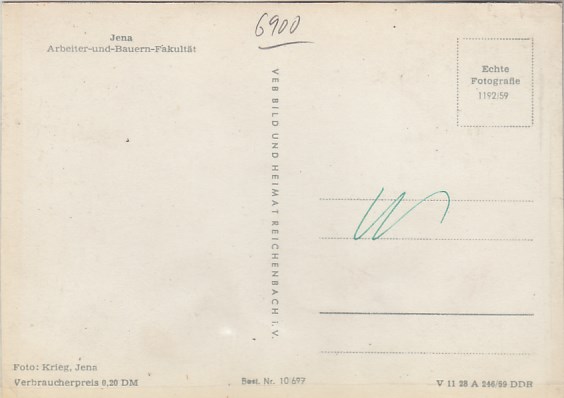 6900
Jena
Arbeiter-und-Bauern-Fakultät
Echte
Fotografie
1192/59
VEB BILD UND HEIMAT REICHENBACH I. V.
Foto: Krieg, Jena
Verbraucherpreis 0,20 DM
Best. Nr. 10/697
V 11 28 A 246/59 DDR